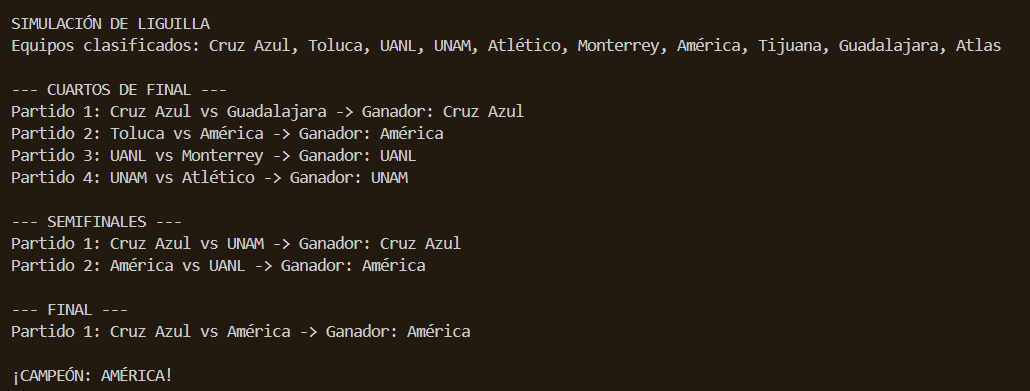 SIMULACIÓN DE LIGUILLA
Equipos clasificados: Cruz Azul, Toluca, UANL, UNAM, Atlético, Monterrey, América, Tijuana, Guadalajara, Atlas
--- CUARTOS DE FINAL ---
Partido 1: Cruz Azul vs Guadalajara -> Ganador: Cruz Azul
Partido 2: Toluca vs América -> Ganador: América
Partido 3: UANL vs Monterrey -> Ganador: UANL
Partido 4: UNAM vs Atlético -> Ganador: UNAM
--- SEMIFINALES ---
Partido 1: Cruz Azul vs UNAM -> Ganador: Cruz Azul
Partido 2: América vs UANL -> Ganador: América
--- FINAL ---
Partido 1: Cruz Azul vs América -> Ganador: América
¡CAMPEÓN: AMÉRICA!